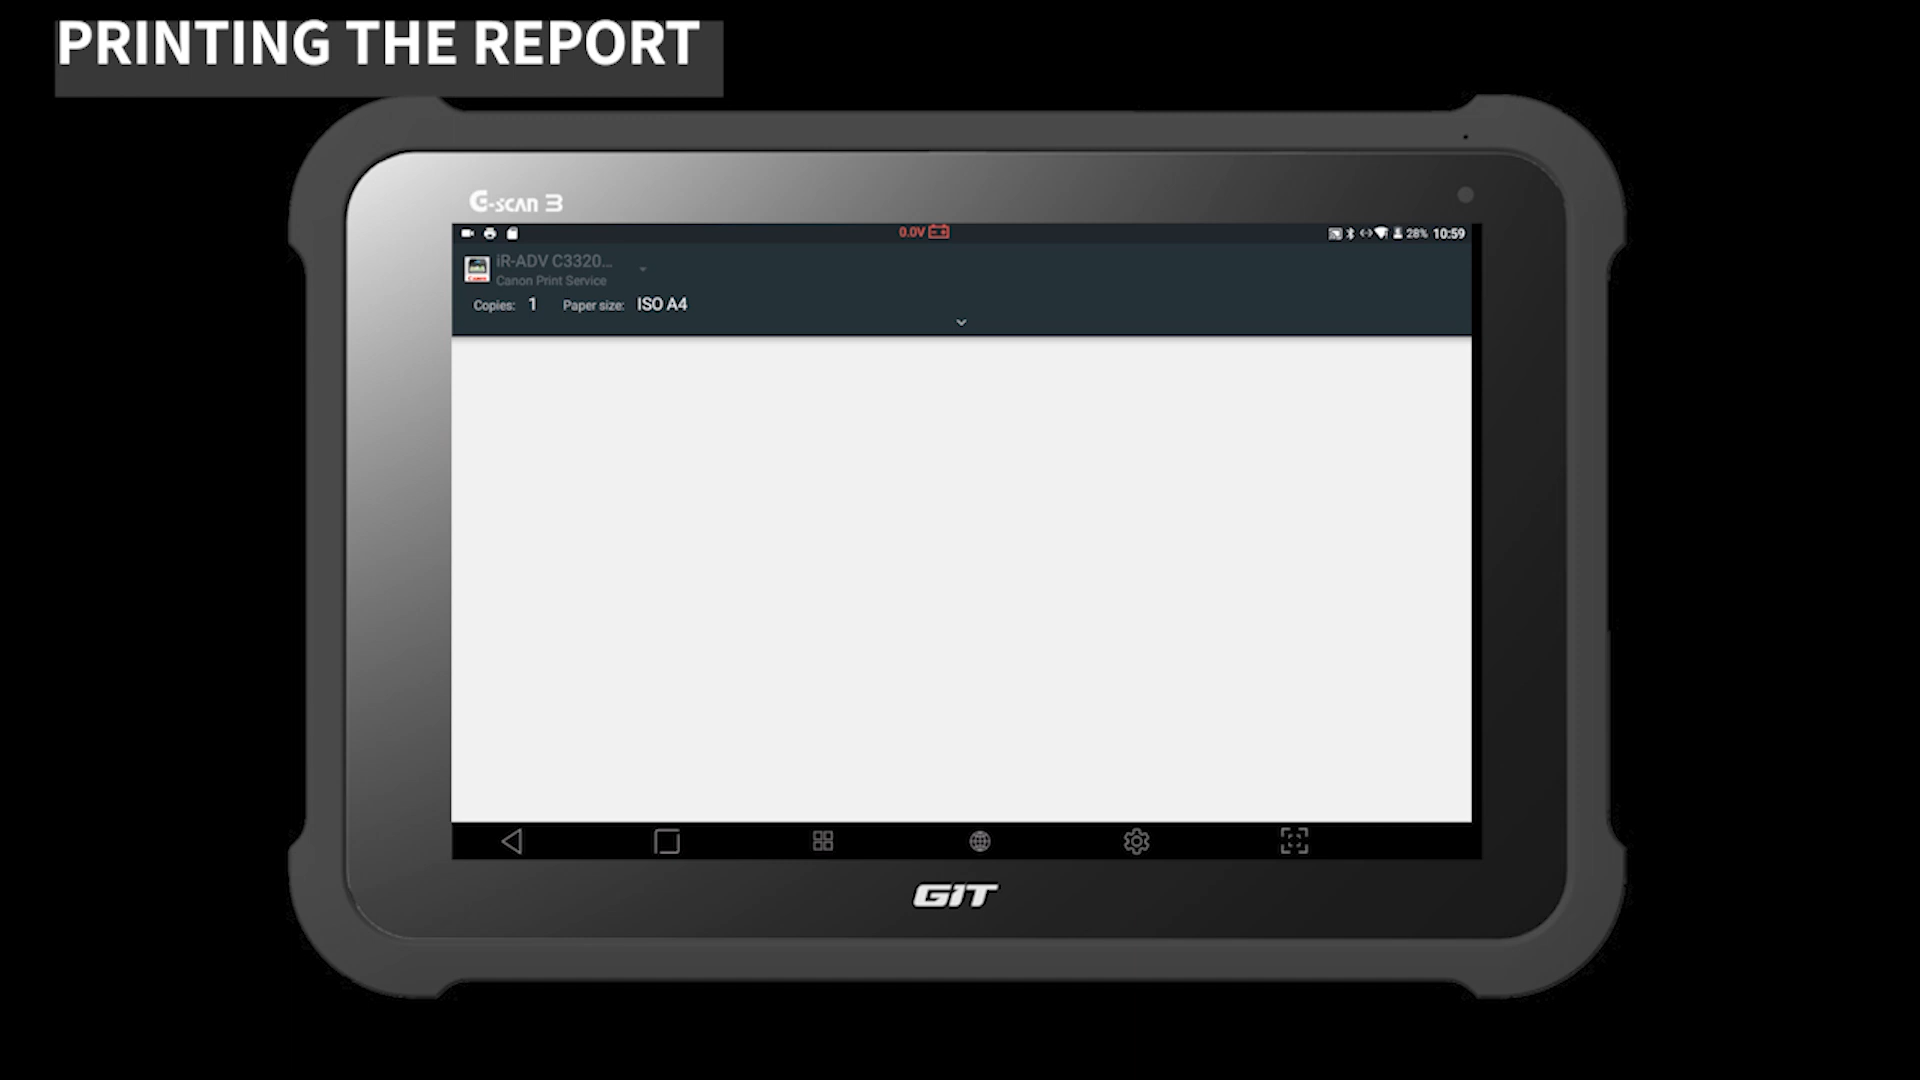 PRINTING THE REPORT
G-SCAN 3
0.0V
28% 10:59
iR-ADV C3320...
Canon Print Service
Copies: 1 Paper size: ISO A4
GIT